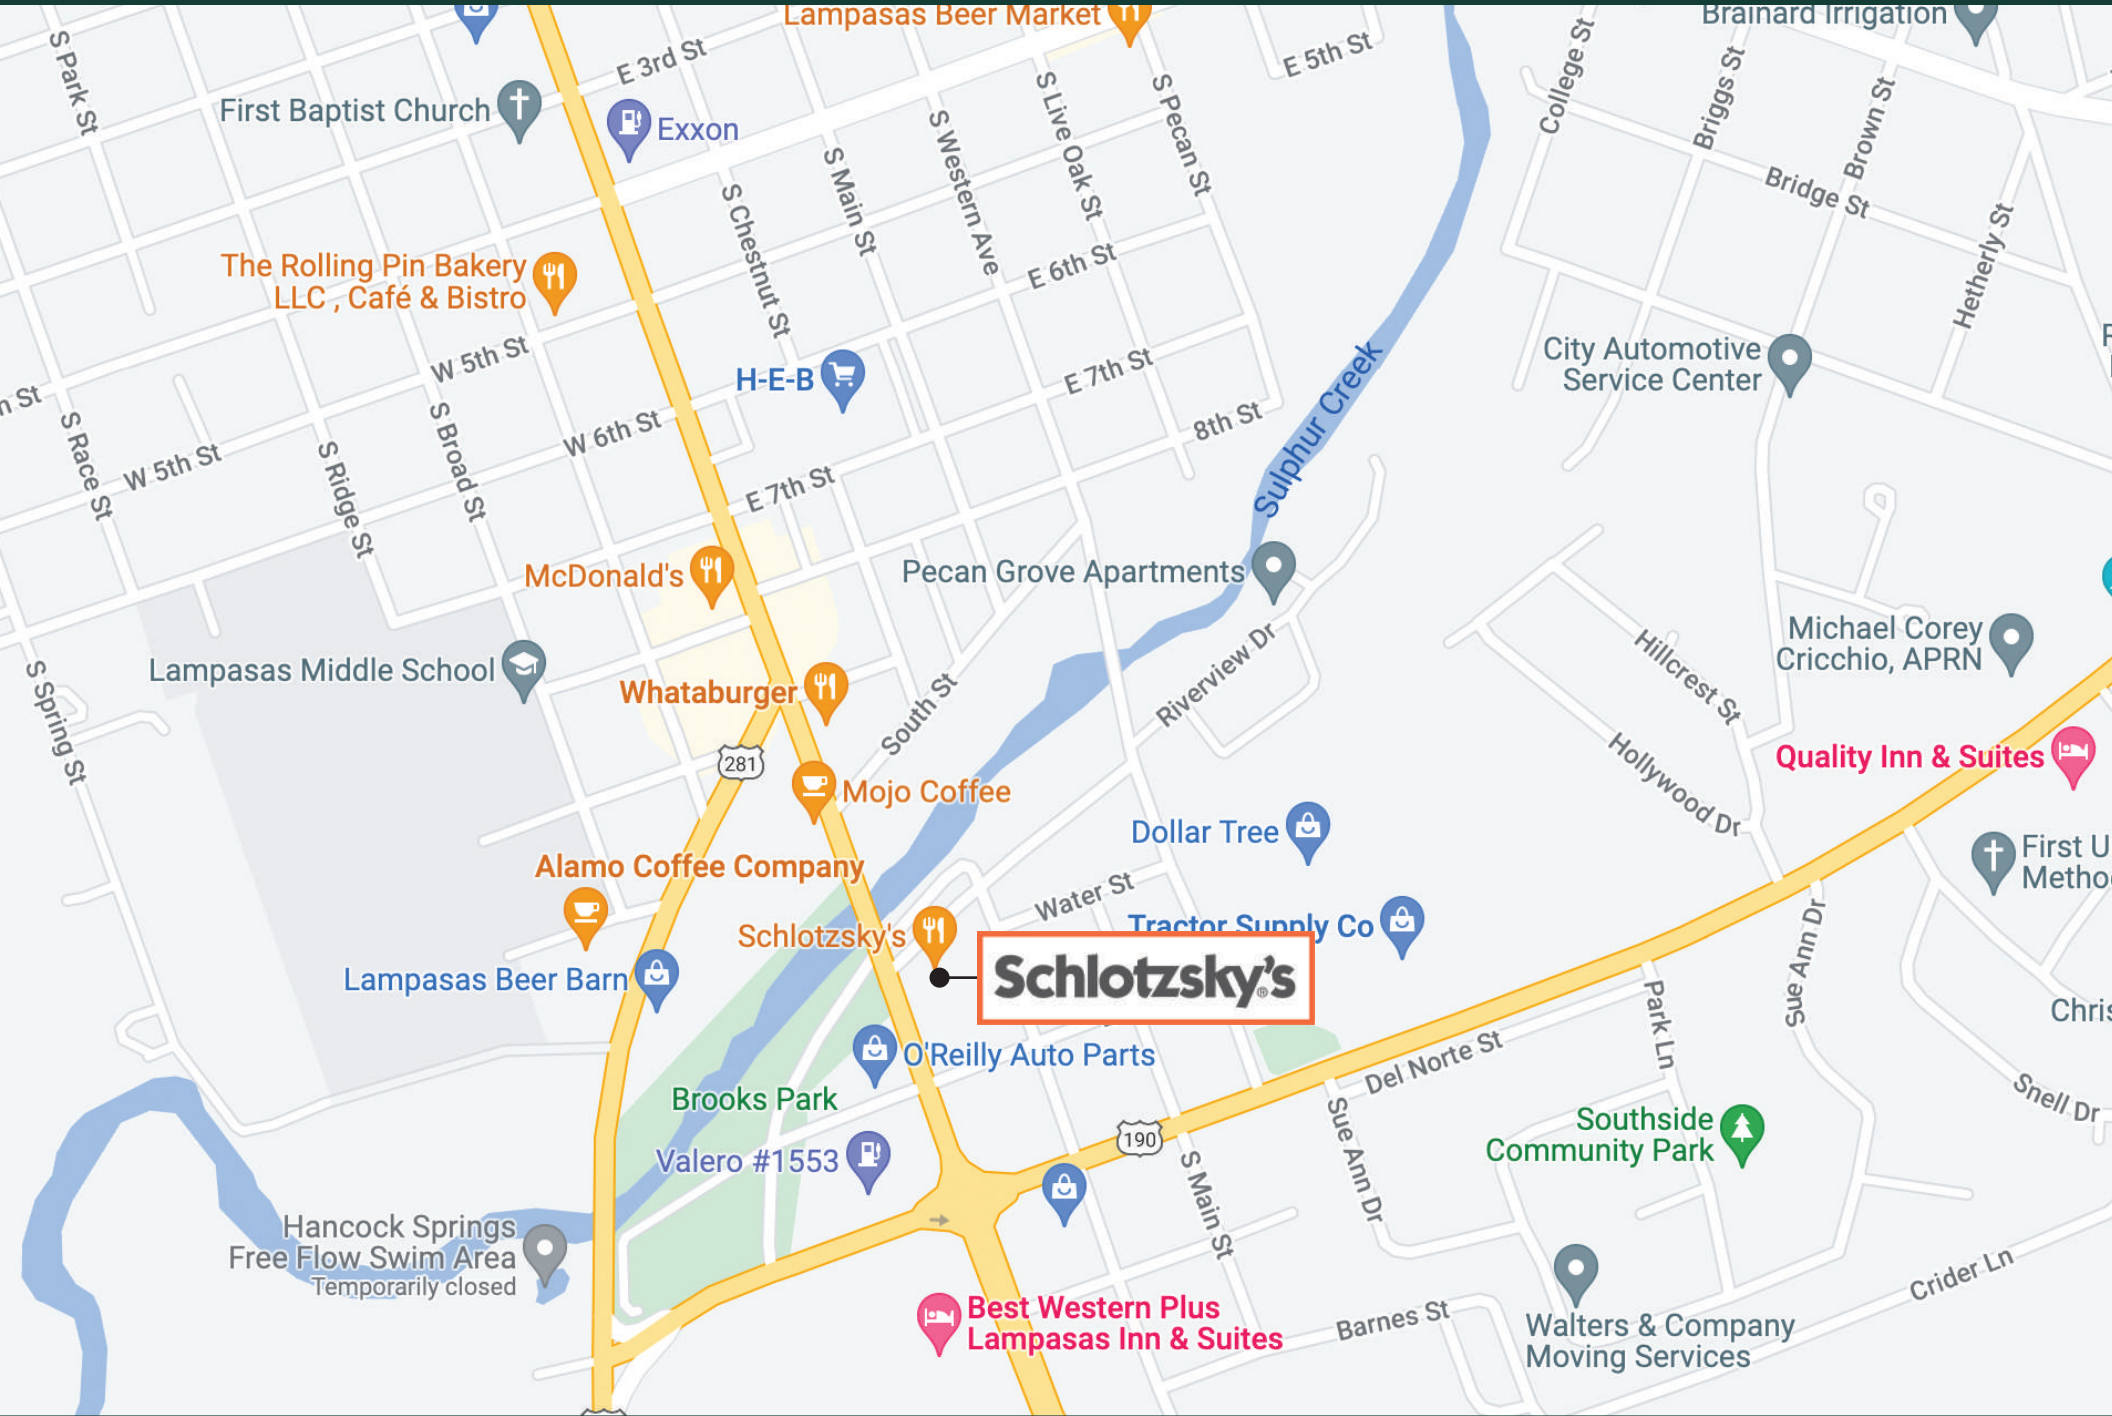 Lampasas Beer Market
Brainard Irrigation
S Park St
E 3rd St
E 5th St
College St
Briggs St
Brown St
First Baptist Church
Exxon
S Main St
S Western Ave
S Live Oak St
S Pecan St
Bridge St
S Chestnut St
Hetherly St
The Rolling Pin Bakery
LLC , Café & Bistro
E 6th St
W 5th St
H-E-B
E 7th St
Sulphur Creek
City Automotive
Service Center
S Race St
S Ridge St
S Broad St
W 6th St
8th St
W 5th St
E 7th St
McDonald's
Pecan Grove Apartments
Lampasas Middle School
Whataburger
South St
Riverview Dr
Hillcrest St
Michael Corey
Cricchio, APRN
S Spring St
281
Mojo Coffee
Hollywood Dr
Quality Inn & Suites
Dollar Tree
Alamo Coffee Company
First U
Metho
Water St
Schlotzsky's
Tractor Supply Co
Sue Ann Dr
Lampasas Beer Barn
Schlotzsky's®
Park Ln
Chris
O'Reilly Auto Parts
Del Norte St
Brooks Park
Snell Dr
190
Southside
Community Park
Sue Ann Dr
Valero #1553
S Main St
Hancock Springs
Free Flow Swim Area
Temporarily closed
Crider Ln
Best Western Plus
Lampasas Inn & Suites
Barnes St
Walters & Company
Moving Services